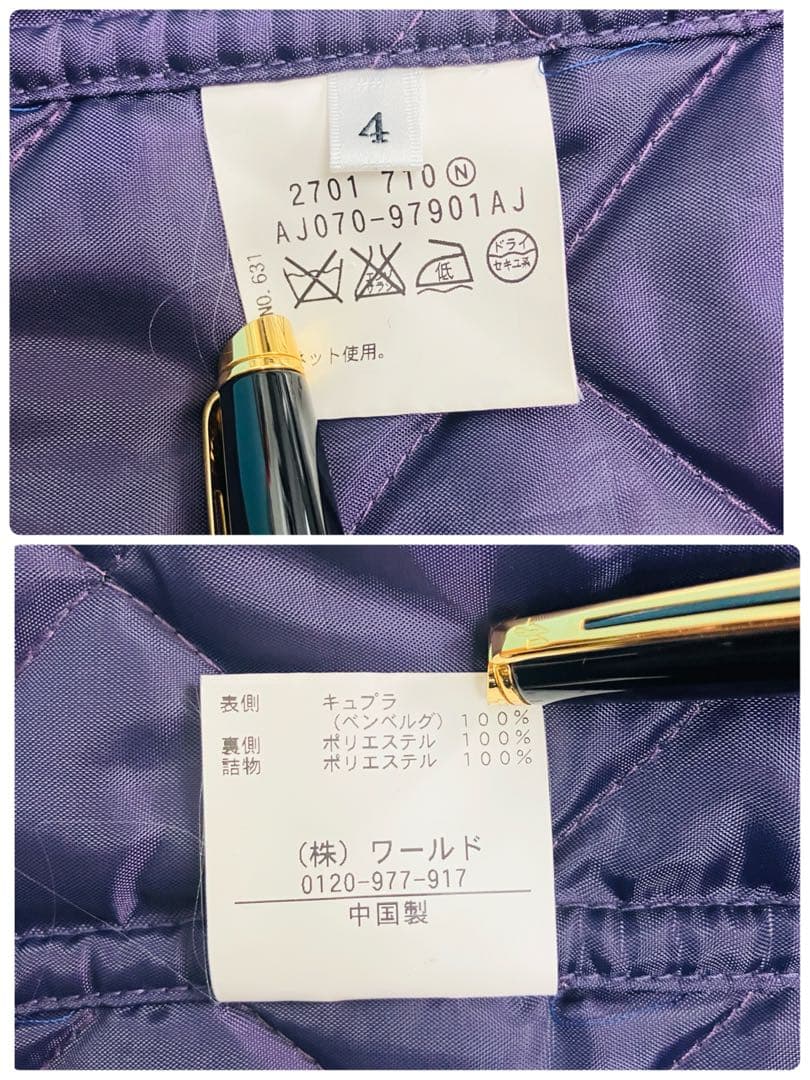 4
2701 710 Ⓝ
AJ070-97901AJ
低
ドライ
セキユ系
NO. 631
ネット使用。
表側 キュプラ
(ベンベルグ) 100%
裏側 ポリエステル 100%
詰物 ポリエステル 100%
(株) ワールド
0120-977-917
中国製